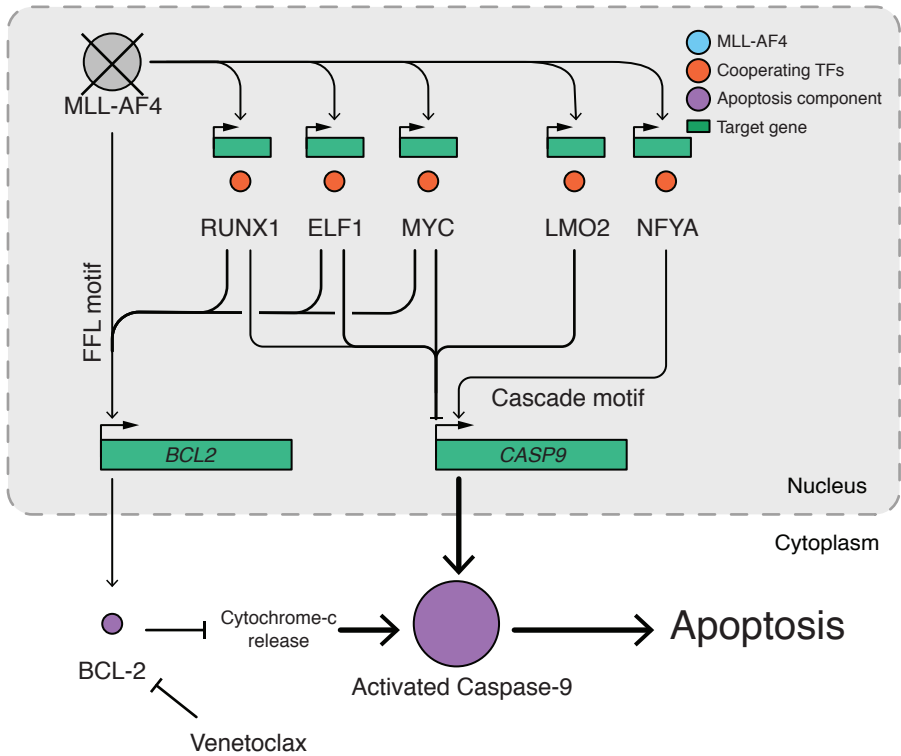 MLL-AF4
Cooperating TFs
Apoptosis component
Target gene
MLL-AF4
RUNX1 ELF1 MYC LMO2 NFYA
FFL motif
Cascade motif
BCL2 CASP9
Nucleus
Cytoplasm
Cytochrome-c
release
Apoptosis
BCL-2
Activated Caspase-9
Venetoclax